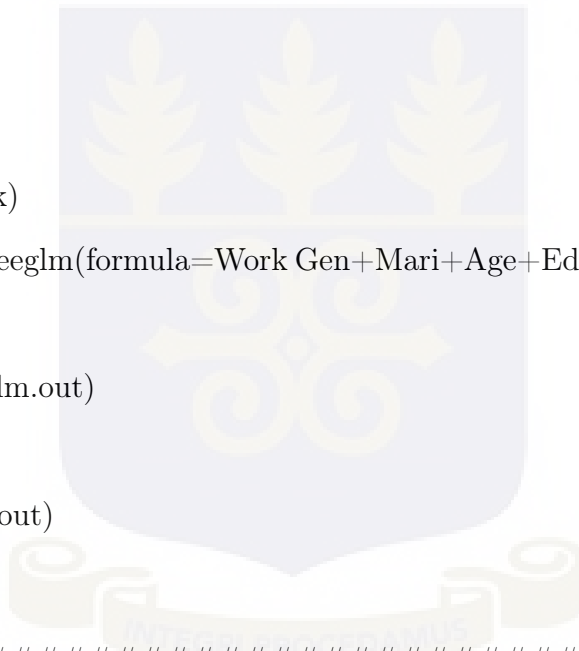 k)
eeglm(formula=Work Gen+Mari+Age+Ed
lm.out)
out)
INTEGRI PROCEDAMUS